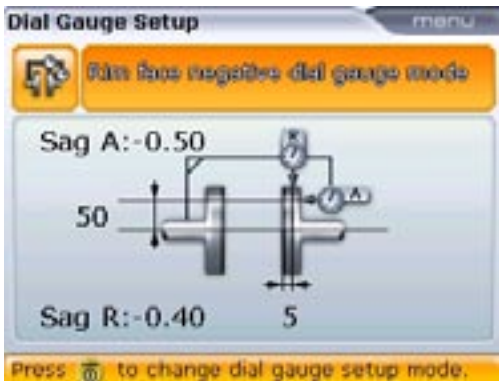 Dial Gauge Setup
menu
Rim face negative dial gauge mode
Sag A:-0.50
R
A
50
Sag R:-0.40
5
Press to change dial gauge setup mode.